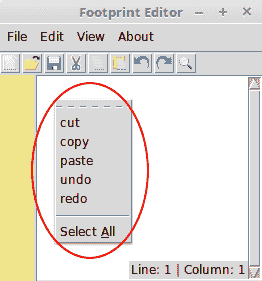 Footprint Editor
File Edit View About
cut
copy
paste
undo
redo
Select All
Line: 1 | Column: 1